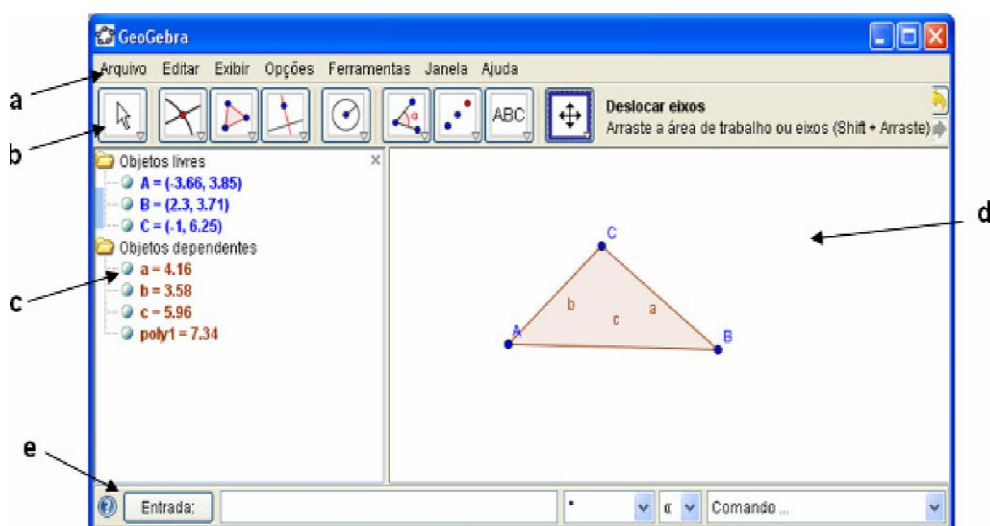 GeoGebra
Arquivo Editar Exibir Opções Ferramentas Janela Ajuda
a
ABC
α
Deslocar eixos
Arraste a área de trabalho ou eixos (Shift + Arraste)
b
Objetos livres
A = (-3.66, 3.85)
B = (2.3, 3.71)
C = (-1, 6.25)
Objetos dependentes
a = 4.16
b = 3.58
c = 5.96
poly1 = 7.34
c
C
b
a
c
A
B
d
e
Entrada:
α
Comando ...